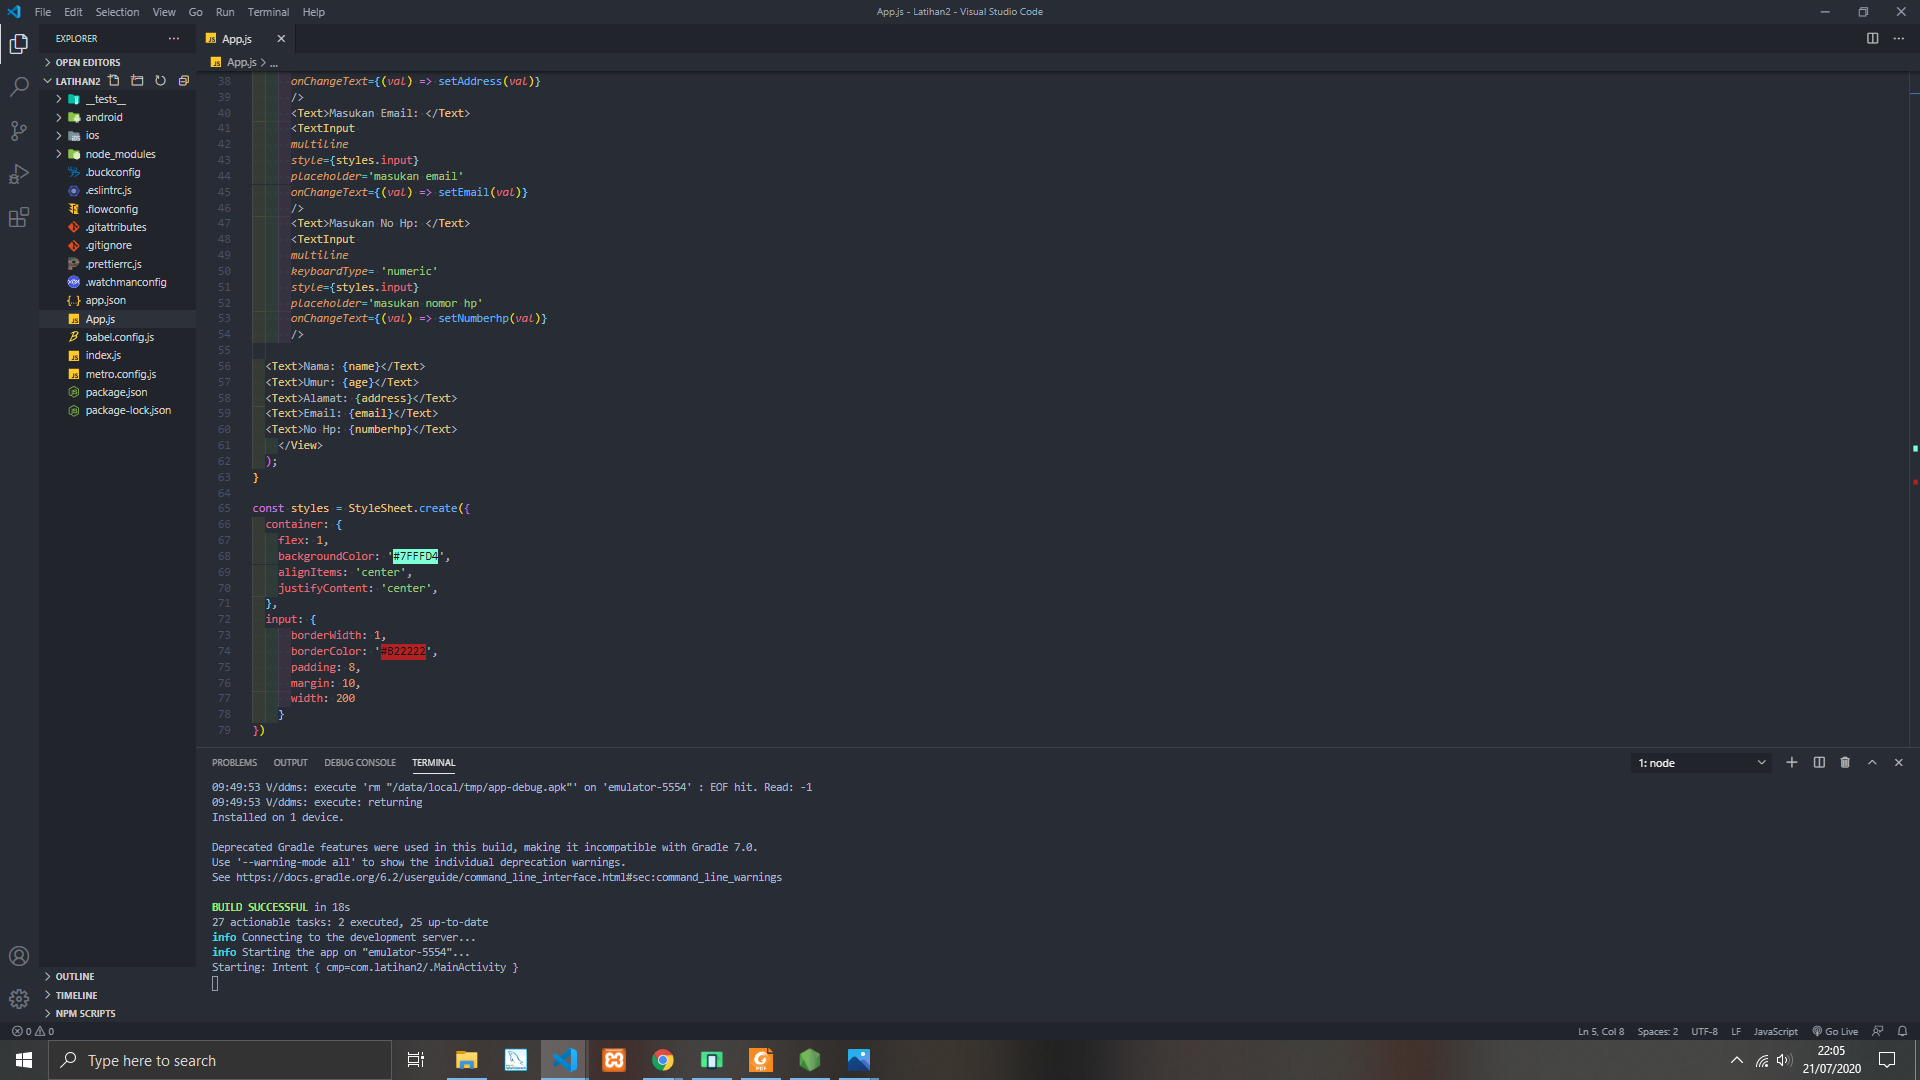 File Edit Selection View Go Run Terminal Help
App.js - Latihan2 - Visual Studio Code
EXPLORER
OPEN EDITORS
LATIHAN2
__tests__
android
ios
node_modules
.buckconfig
.eslintrc.js
.flowconfig
.gitattributes
.gitignore
.prettierrc.js
.watchmanconfig
app.json
App.js
babel.config.js
index.js
metro.config.js
package.json
package-lock.json
OUTLINE
TIMELINE
NPM SCRIPTS
App.js
App.js > ...
38 onChangeText={(val) => setAddress(val)}
39 />
40 <Text>Masukan Email: </Text>
41 <TextInput
42 multiline
43 style={styles.input}
44 placeholder='masukan email'
45 onChangeText={(val) => setEmail(val)}
46 />
47 <Text>Masukan No Hp: </Text>
48 <TextInput
49 multiline
50 keyboardType= 'numeric'
51 style={styles.input}
52 placeholder='masukan nomor hp'
53 onChangeText={(val) => setNumberhp(val)}
54 />
55
56 <Text>Nama: {name}</Text>
57 <Text>Umur: {age}</Text>
58 <Text>Alamat: {address}</Text>
59 <Text>Email: {email}</Text>
60 <Text>No Hp: {numberhp}</Text>
61 </View>
62 );
63 }
64
65 const styles = StyleSheet.create({
66 container: {
67 flex: 1,
68 backgroundColor: '#7FFFD4',
69 alignItems: 'center',
70 justifyContent: 'center',
71 },
72 input: {
73 borderWidth: 1,
74 borderColor: '#B22222',
75 padding: 8,
76 margin: 10,
77 width: 200
78 }
79 })
PROBLEMS OUTPUT DEBUG CONSOLE TERMINAL
1: node
09:49:53 V/ddms: execute 'rm "/data/local/tmp/app-debug.apk"' on 'emulator-5554' : EOF hit. Read: -1
09:49:53 V/ddms: execute: returning
Installed on 1 device.
Deprecated Gradle features were used in this build, making it incompatible with Gradle 7.0.
Use '--warning-mode all' to show the individual deprecation warnings.
See https://docs.gradle.org/6.2/userguide/command_line_interface.html#sec:command_line_warnings
BUILD SUCCESSFUL in 18s
27 actionable tasks: 2 executed, 25 up-to-date
info Connecting to the development server...
info Starting the app on "emulator-5554"...
Starting: Intent { cmp=com.latihan2/.MainActivity }
0 0
Ln 5, Col 8 Spaces: 2 UTF-8 LF JavaScript Go Live
Type here to search
22:05
21/07/2020